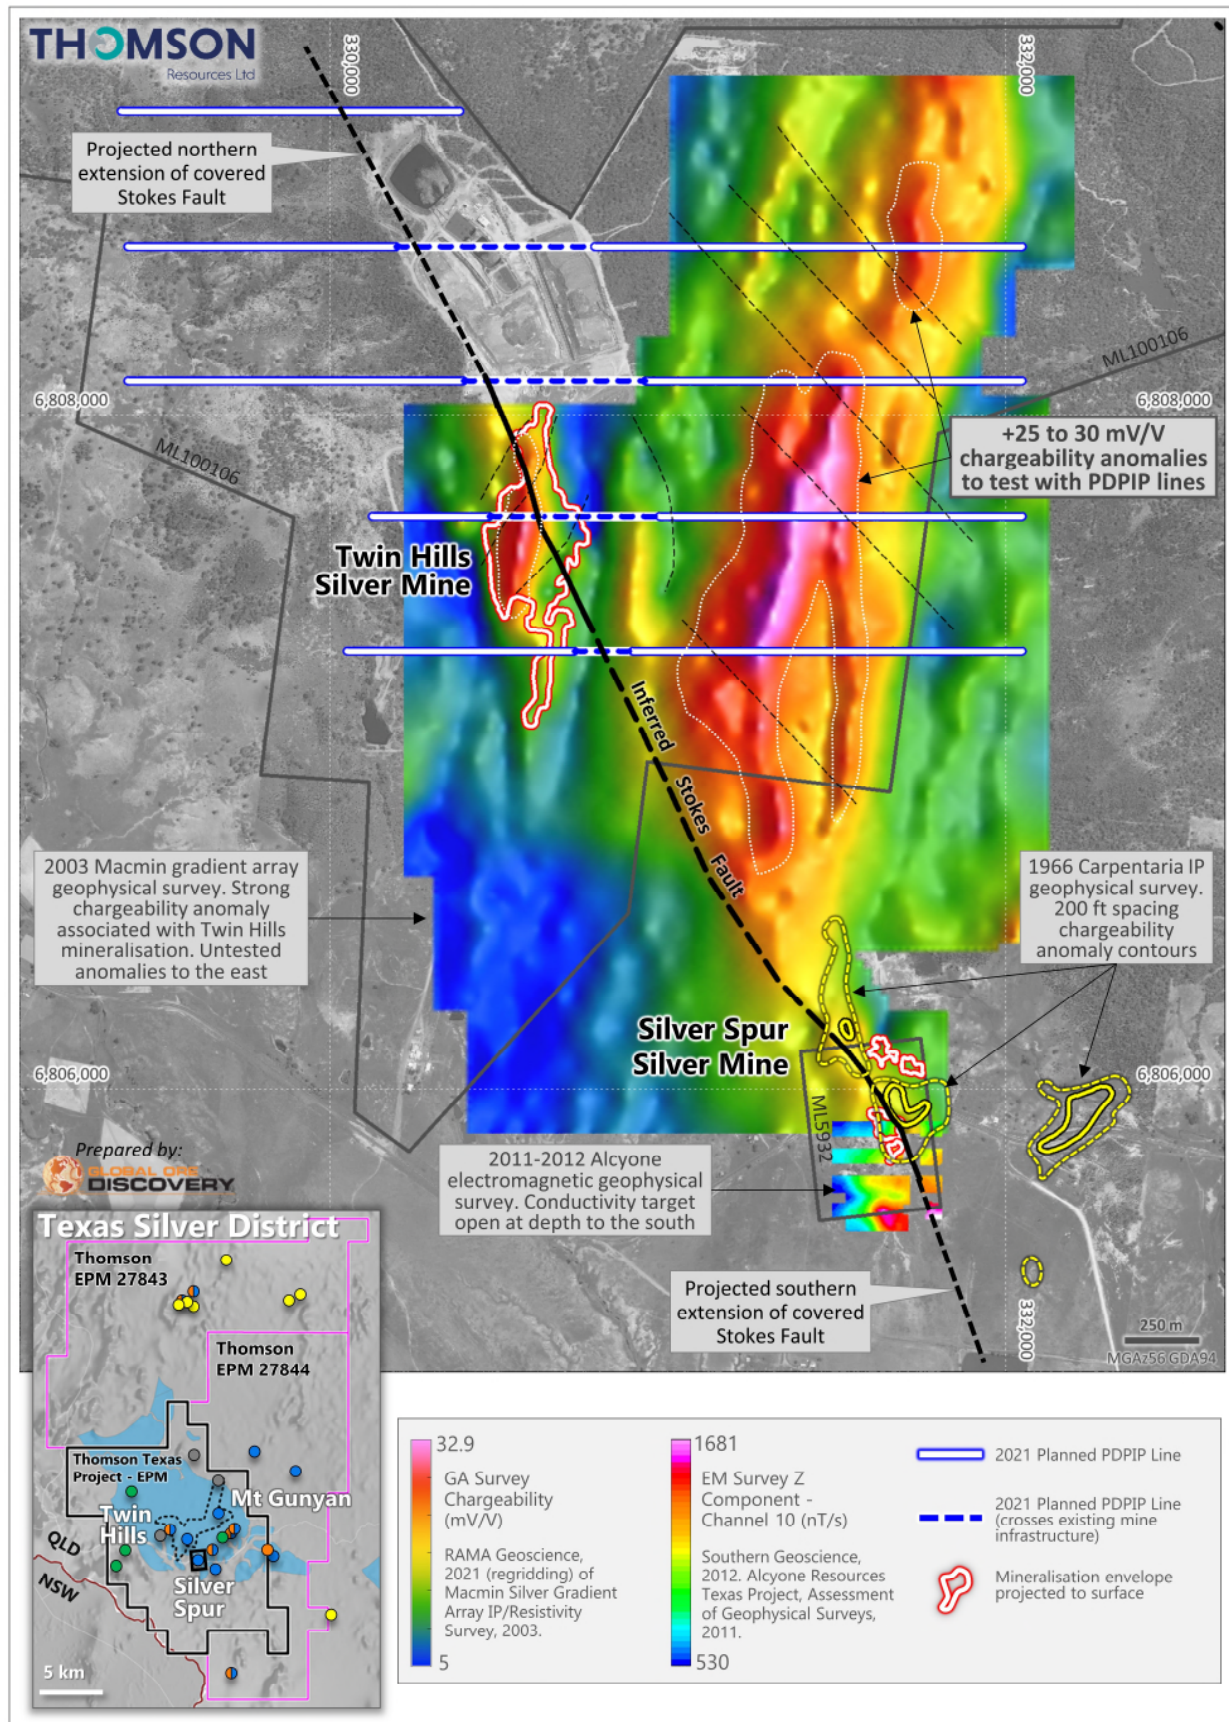 THOMSON
Resources Ltd
330,000
332,000
Projected northern
extension of covered
Stokes Fault
ML100106
6,808,000
6,808,000
ML100106
+25 to 30 mV/V
chargeability anomalies
to test with PDPIP lines
Twin Hills
Silver Mine
Inferred Stokes Fault
2003 Macmin gradient array
geophysical survey. Strong
chargeability anomaly
associated with Twin Hills
mineralisation. Untested
anomalies to the east
1966 Carpentaria IP
geophysical survey.
200 ft spacing
chargeability
anomaly contours
Silver Spur
Silver Mine
6,806,000
6,806,000
ML5932
Prepared by:
GLOBAL ORE
DISCOVERY
2011-2012 Alcyone
electromagnetic geophysical
survey. Conductivity target
open at depth to the south
Projected southern
extension of covered
Stokes Fault
332,000
250 m
MGAz56 GDA94
Texas Silver District
Thomson
EPM 27843
Thomson
EPM 27844
Thomson Texas
Project - EPM
Mt Gunyan
Twin
Hills
QLD
NSW
Silver
Spur
5 km
32.9
GA Survey
Chargeability
(mV/V)
RAMA Geoscience,
2021 (regridding) of
Macmin Silver Gradient
Array IP/Resistivity
Survey, 2003.
5
1681
EM Survey Z
Component -
Channel 10 (nT/s)
Southern Geoscience,
2012. Alcyone Resources
Texas Project, Assessment
of Geophysical Surveys,
2011.
530
2021 Planned PDPIP Line
2021 Planned PDPIP Line
(crosses existing mine
infrastructure)
Mineralisation envelope
projected to surface